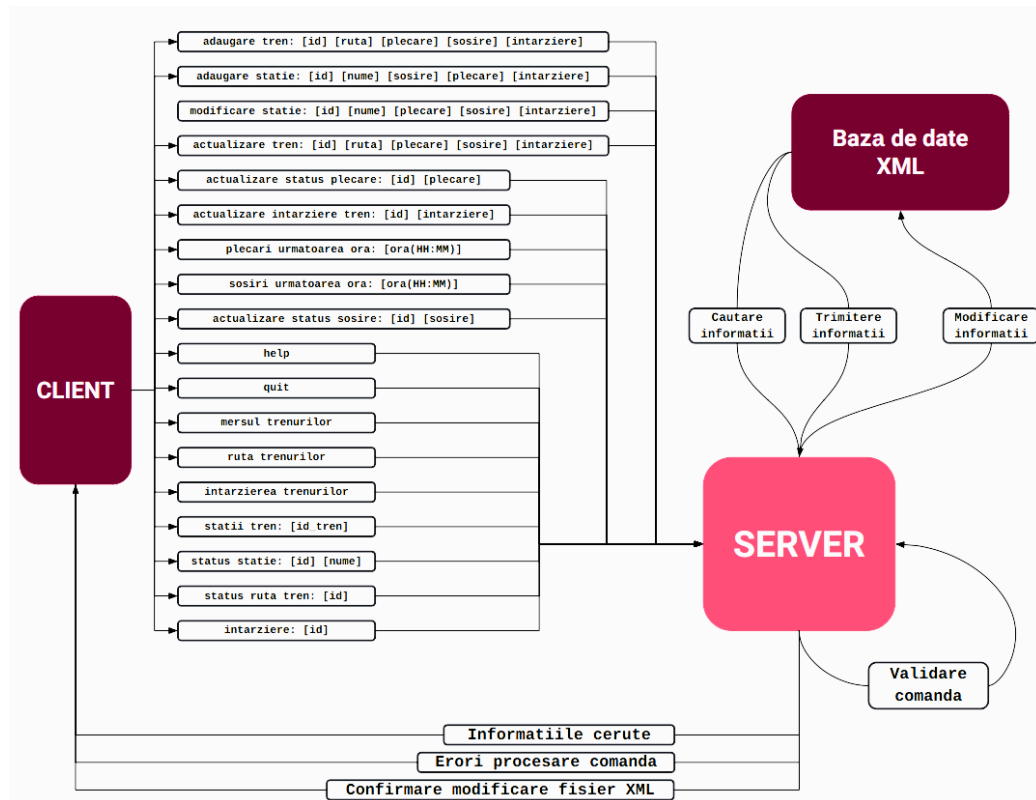 adaugare tren: [id] [ruta] [plecare] [sosire] [intarziere]
adaugare statie: [id] [nume] [sosire] [plecare] [intarziere]
modificare statie: [id] [nume] [plecare] [sosire] [intarziere]
actualizare tren: [id] [ruta] [plecare] [sosire] [intarziere]
actualizare status plecare: [id] [plecare]
actualizare intarziere tren: [id] [intarziere]
plecari urmatoarea ora: [ora(HH:MM)]
sosiri urmatoarea ora: [ora(HH:MM)]
actualizare status sosire: [id] [sosire]
help
quit
mersul trenurilor
ruta trenurilor
intarzierea trenurilor
statii tren: [id_tren]
status statie: [id] [nume]
status ruta tren: [id]
intarziere: [id]
CLIENT
Baza de date
XML
Cautare
informatii
Trimitere
informatii
Modificare
informatii
SERVER
Validare
comanda
Informatiile cerute
Erori procesare comanda
Confirmare modificare fisier XML